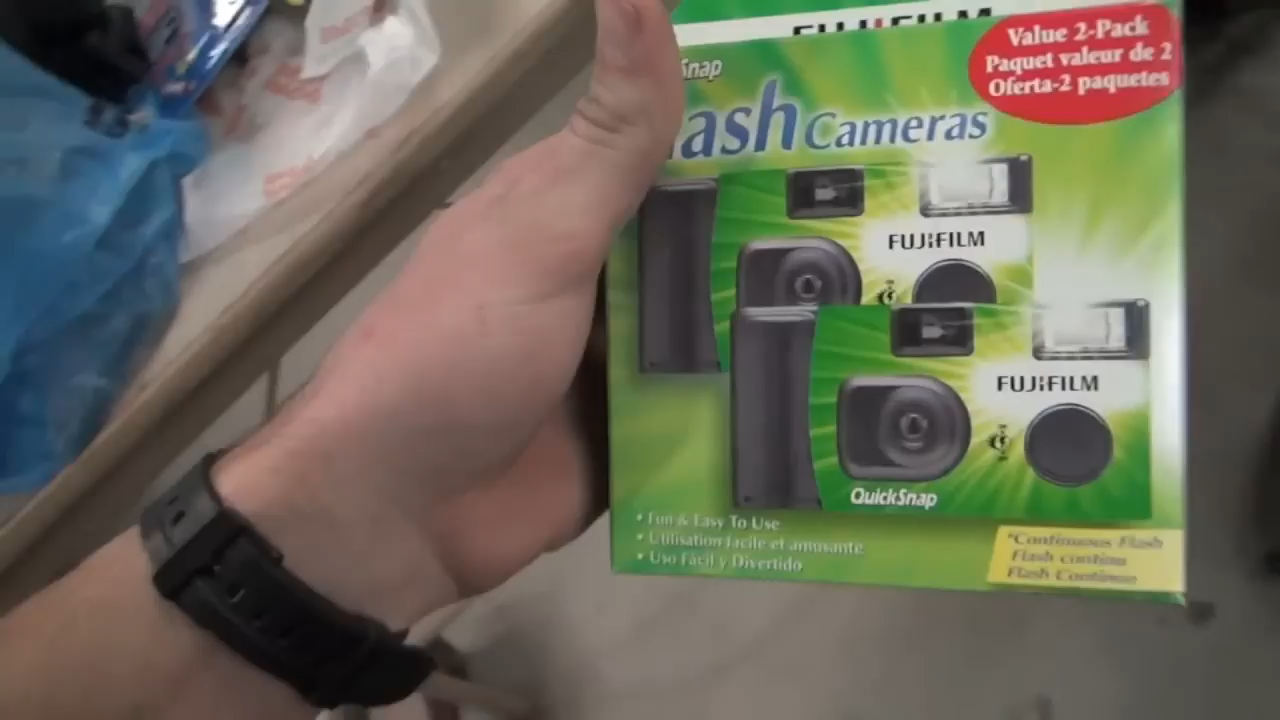 FUJIFILM
Value 2-Pack
Paquet valeur de 2
Oferta-2 paquetes
Snap
lash Cameras
FUJIFILM
FUJIFILM
QuickSnap
• Fun & Easy To Use
• Utilisation facile et amusante
• Uso Fácil y Divertido
*Continuous Flash
Flash continu
Flash Continuo